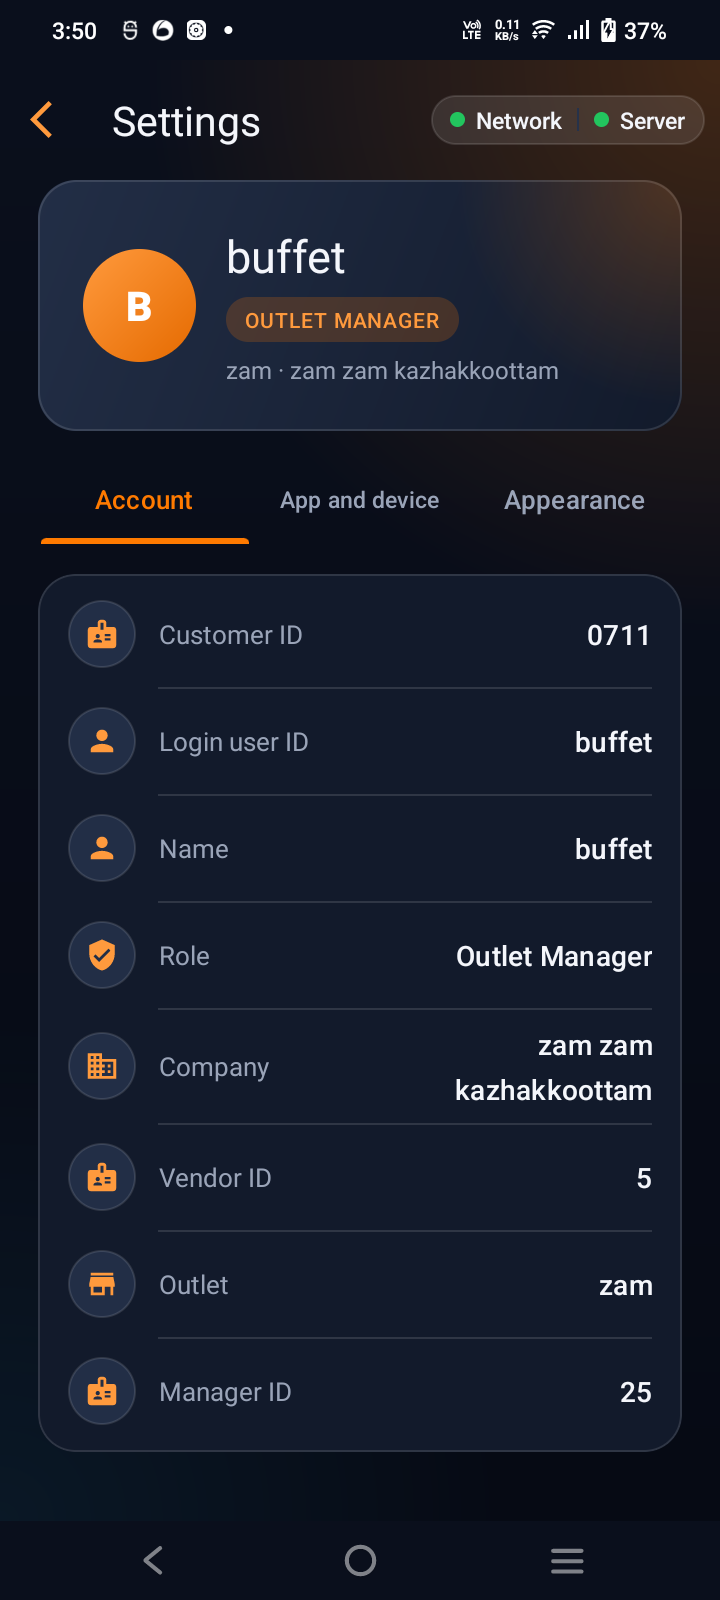 3:50
Vo)
LTE
0.11
KB/s
37%
Settings
Network
Server
B
buffet
OUTLET MANAGER
zam · zam zam kazhakkoottam
Account
App and device
Appearance
Customer ID
0711
Login user ID
buffet
Name
buffet
Role
Outlet Manager
Company
zam zam
kazhakkoottam
Vendor ID
5
Outlet
zam
Manager ID
25